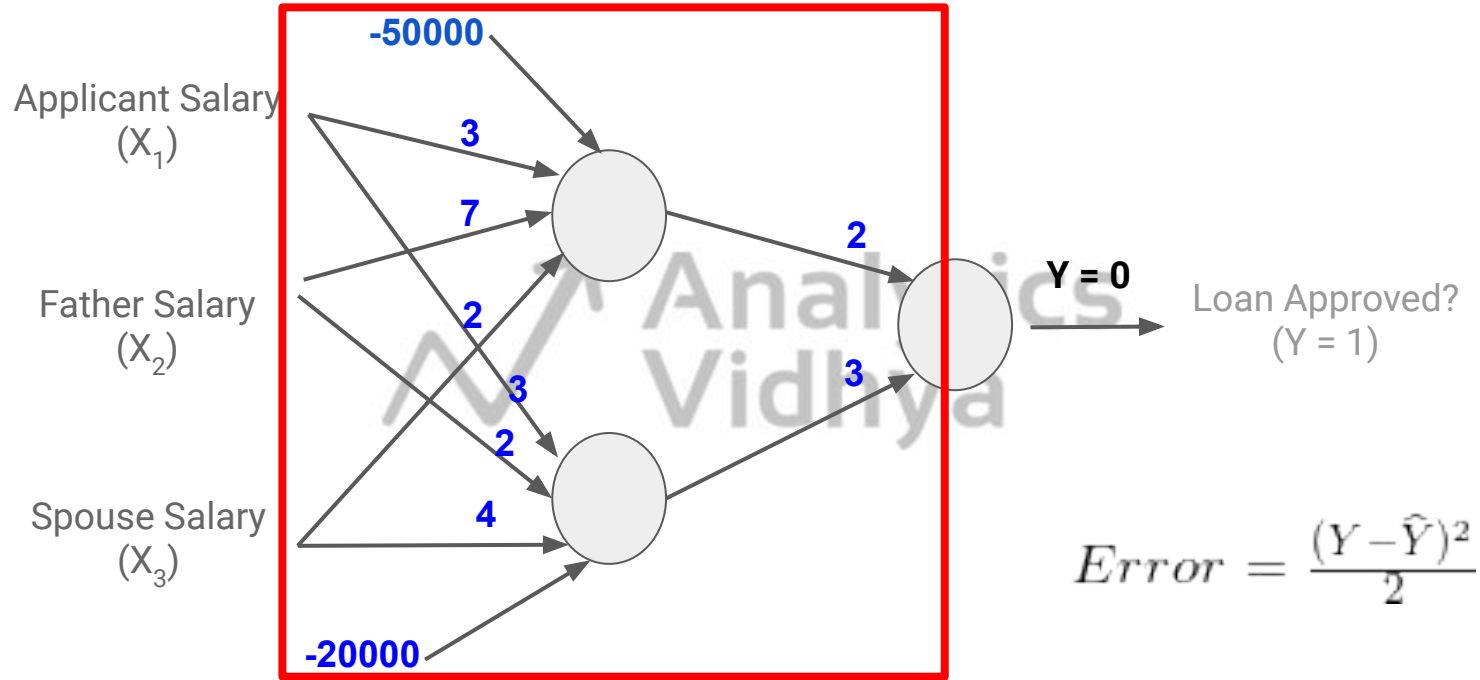 -50000
Applicant Salary
(X₁)
3
7
2
Father Salary
(X₂)
2
3
2
3
4
Spouse Salary
(X₃)
-20000
Analytics
Vidhya
Y = 0
Loan Approved?
(Y = 1)
Error = (Y − Ŷ)² / 2